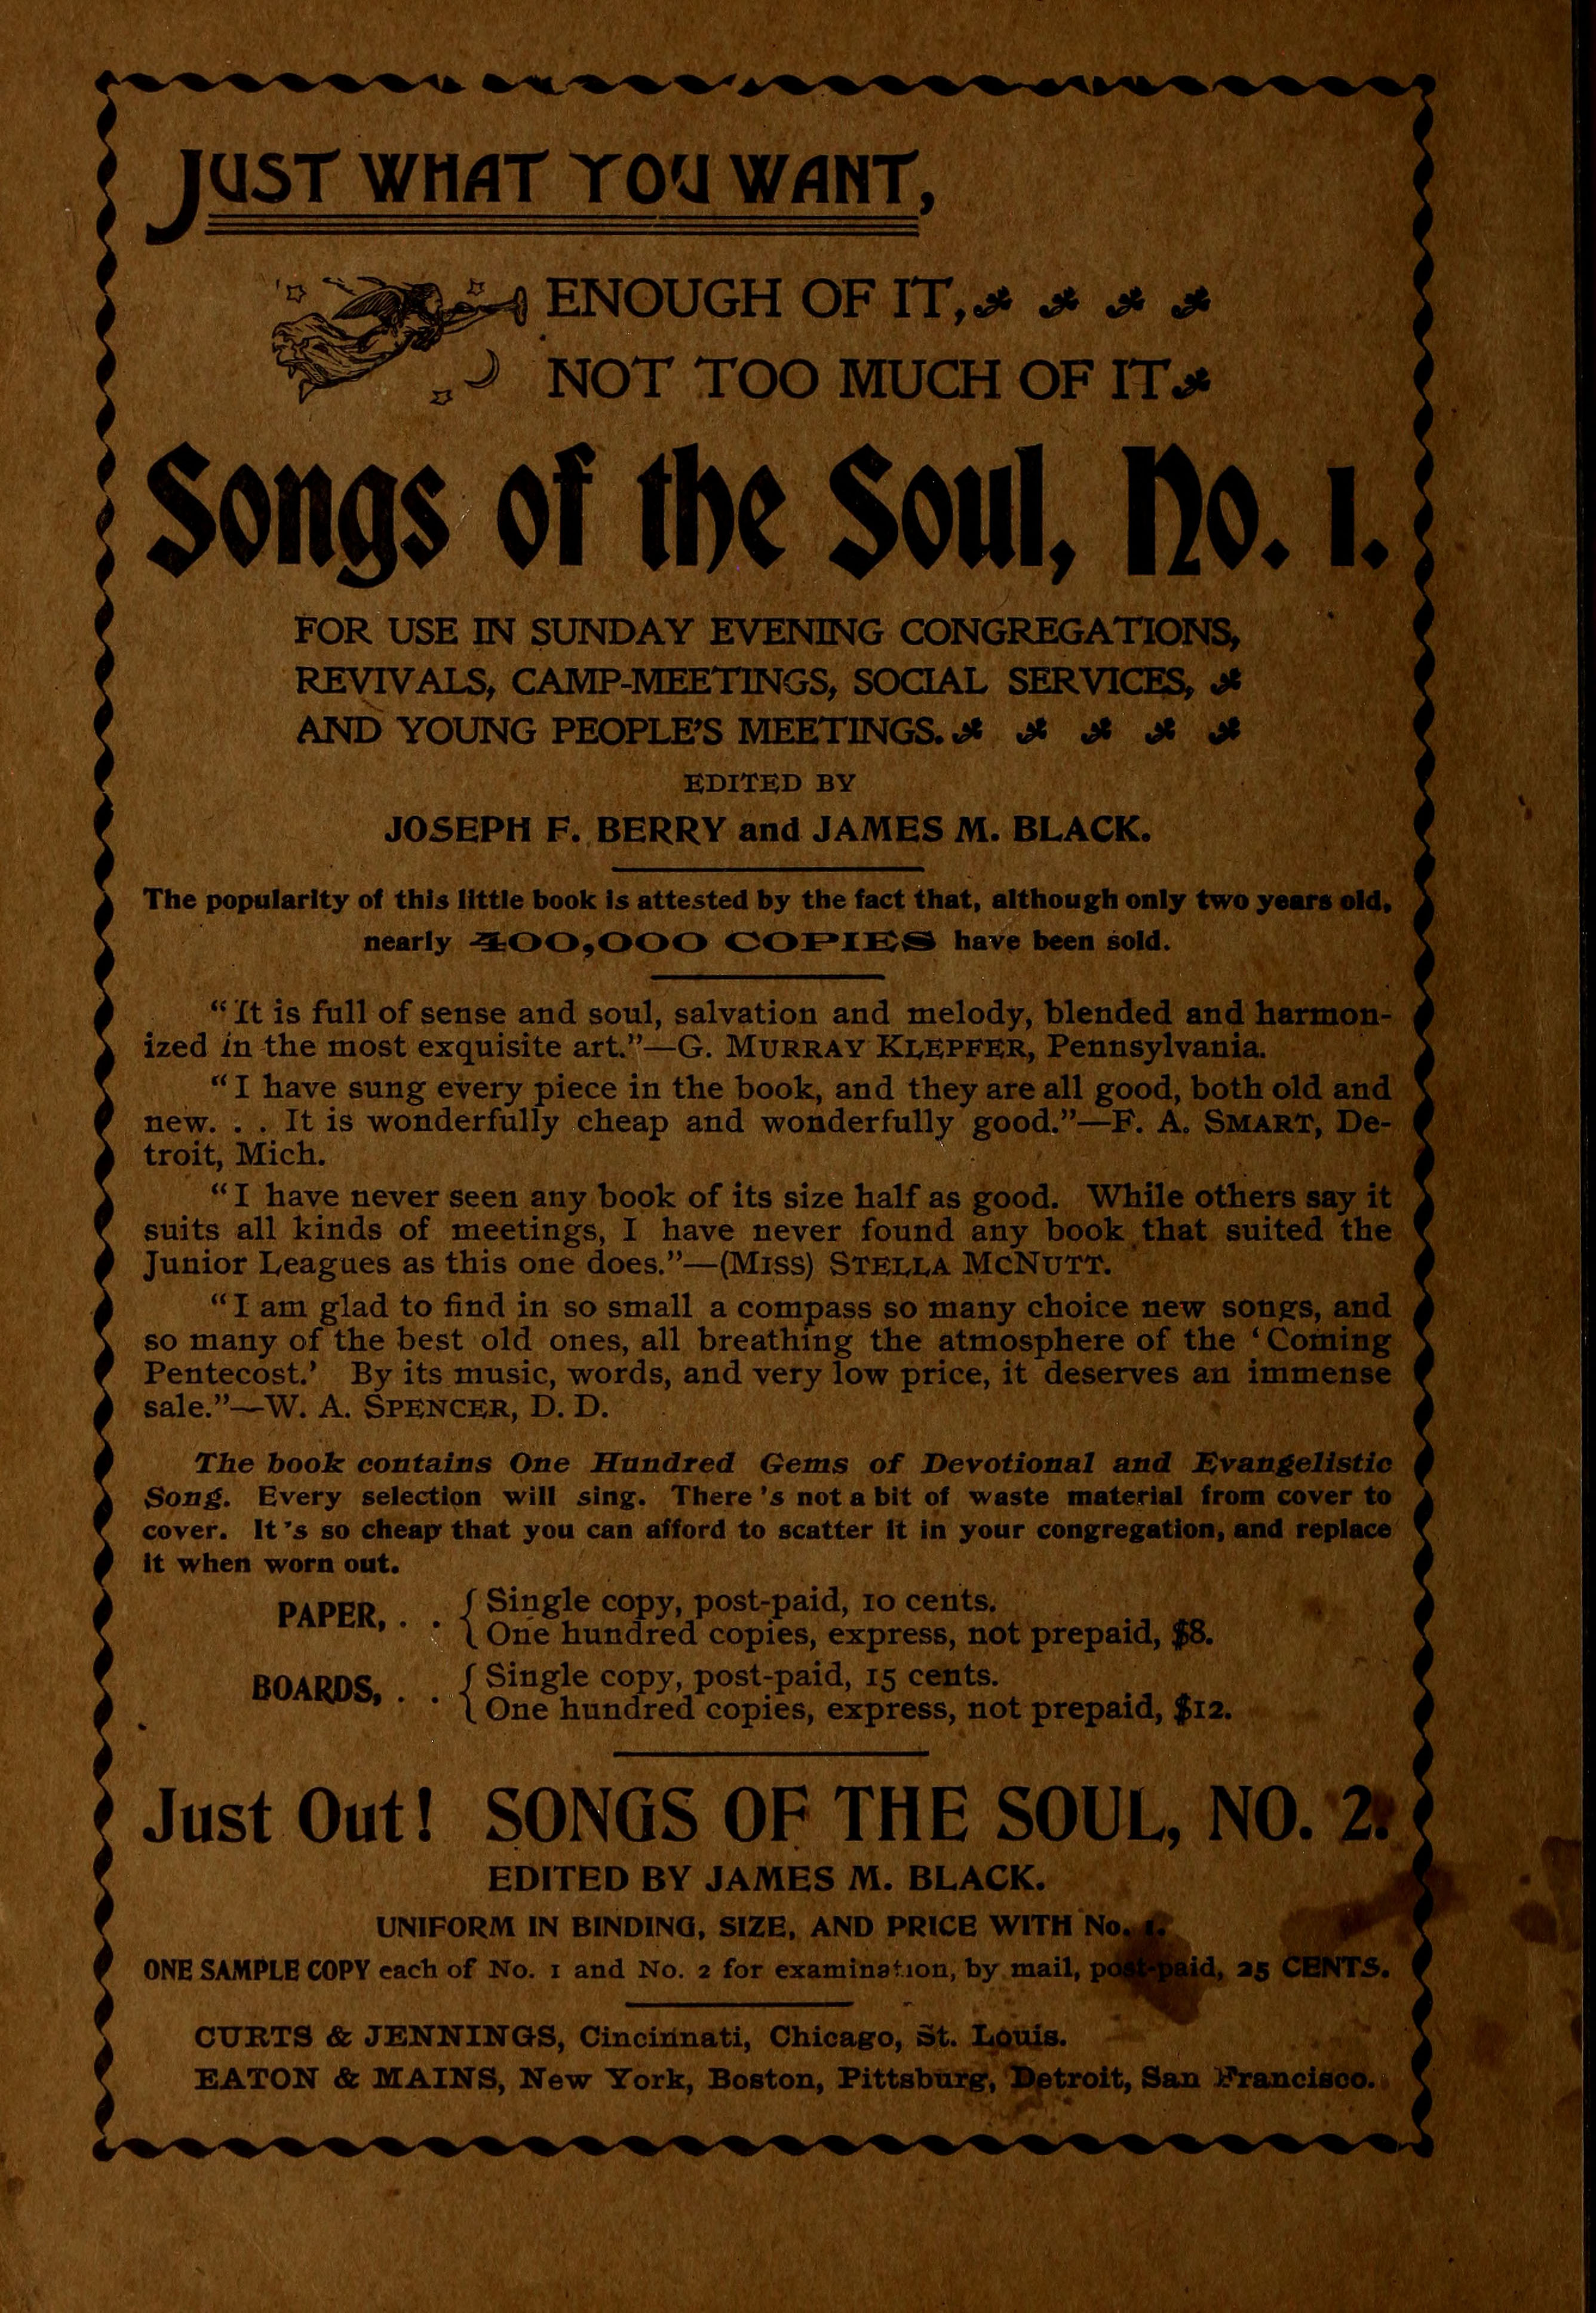 JUST WHAT YOU WANT,
ENOUGH OF IT,
NOT TOO MUCH OF IT
Songs of the Soul, No. 1.
FOR USE IN SUNDAY EVENING CONGREGATIONS,
REVIVALS, CAMP-MEETINGS, SOCIAL SERVICES,
AND YOUNG PEOPLE'S MEETINGS.
EDITED BY
JOSEPH F. BERRY and JAMES M. BLACK.
The popularity of this little book is attested by the fact that, although only two years old,
nearly 400,000 COPIES have been sold.
"It is full of sense and soul, salvation and melody, blended and harmon-
ized in the most exquisite art."—G. MURRAY KLEPFER, Pennsylvania.
"I have sung every piece in the book, and they are all good, both old and
new. . . It is wonderfully cheap and wonderfully good."—F. A. SMART, De-
troit, Mich.
"I have never seen any book of its size half as good. While others say it
suits all kinds of meetings, I have never found any book that suited the
Junior Leagues as this one does."—(MISS) STELLA MCNUTT.
"I am glad to find in so small a compass so many choice new songs, and
so many of the best old ones, all breathing the atmosphere of the 'Coming
Pentecost.' By its music, words, and very low price, it deserves an immense
sale."—W. A. SPENCER, D. D.
The book contains One Hundred Gems of Devotional and Evangelistic
Song. Every selection will sing. There's not a bit of waste material from cover to
cover. It's so cheap that you can afford to scatter it in your congregation, and replace
it when worn out.
PAPER, . . { Single copy, post-paid, 10 cents.
One hundred copies, express, not prepaid, $8.
BOARDS, . . { Single copy, post-paid, 15 cents.
One hundred copies, express, not prepaid, $12.
Just Out! SONGS OF THE SOUL, NO. 2.
EDITED BY JAMES M. BLACK.
UNIFORM IN BINDING, SIZE, AND PRICE WITH No. 1.
ONE SAMPLE COPY each of No. 1 and No. 2 for examination, by mail, post-paid, 25 CENTS.
CURTS & JENNINGS, Cincinnati, Chicago, St. Louis.
EATON & MAINS, New York, Boston, Pittsburg, Detroit, San Francisco.